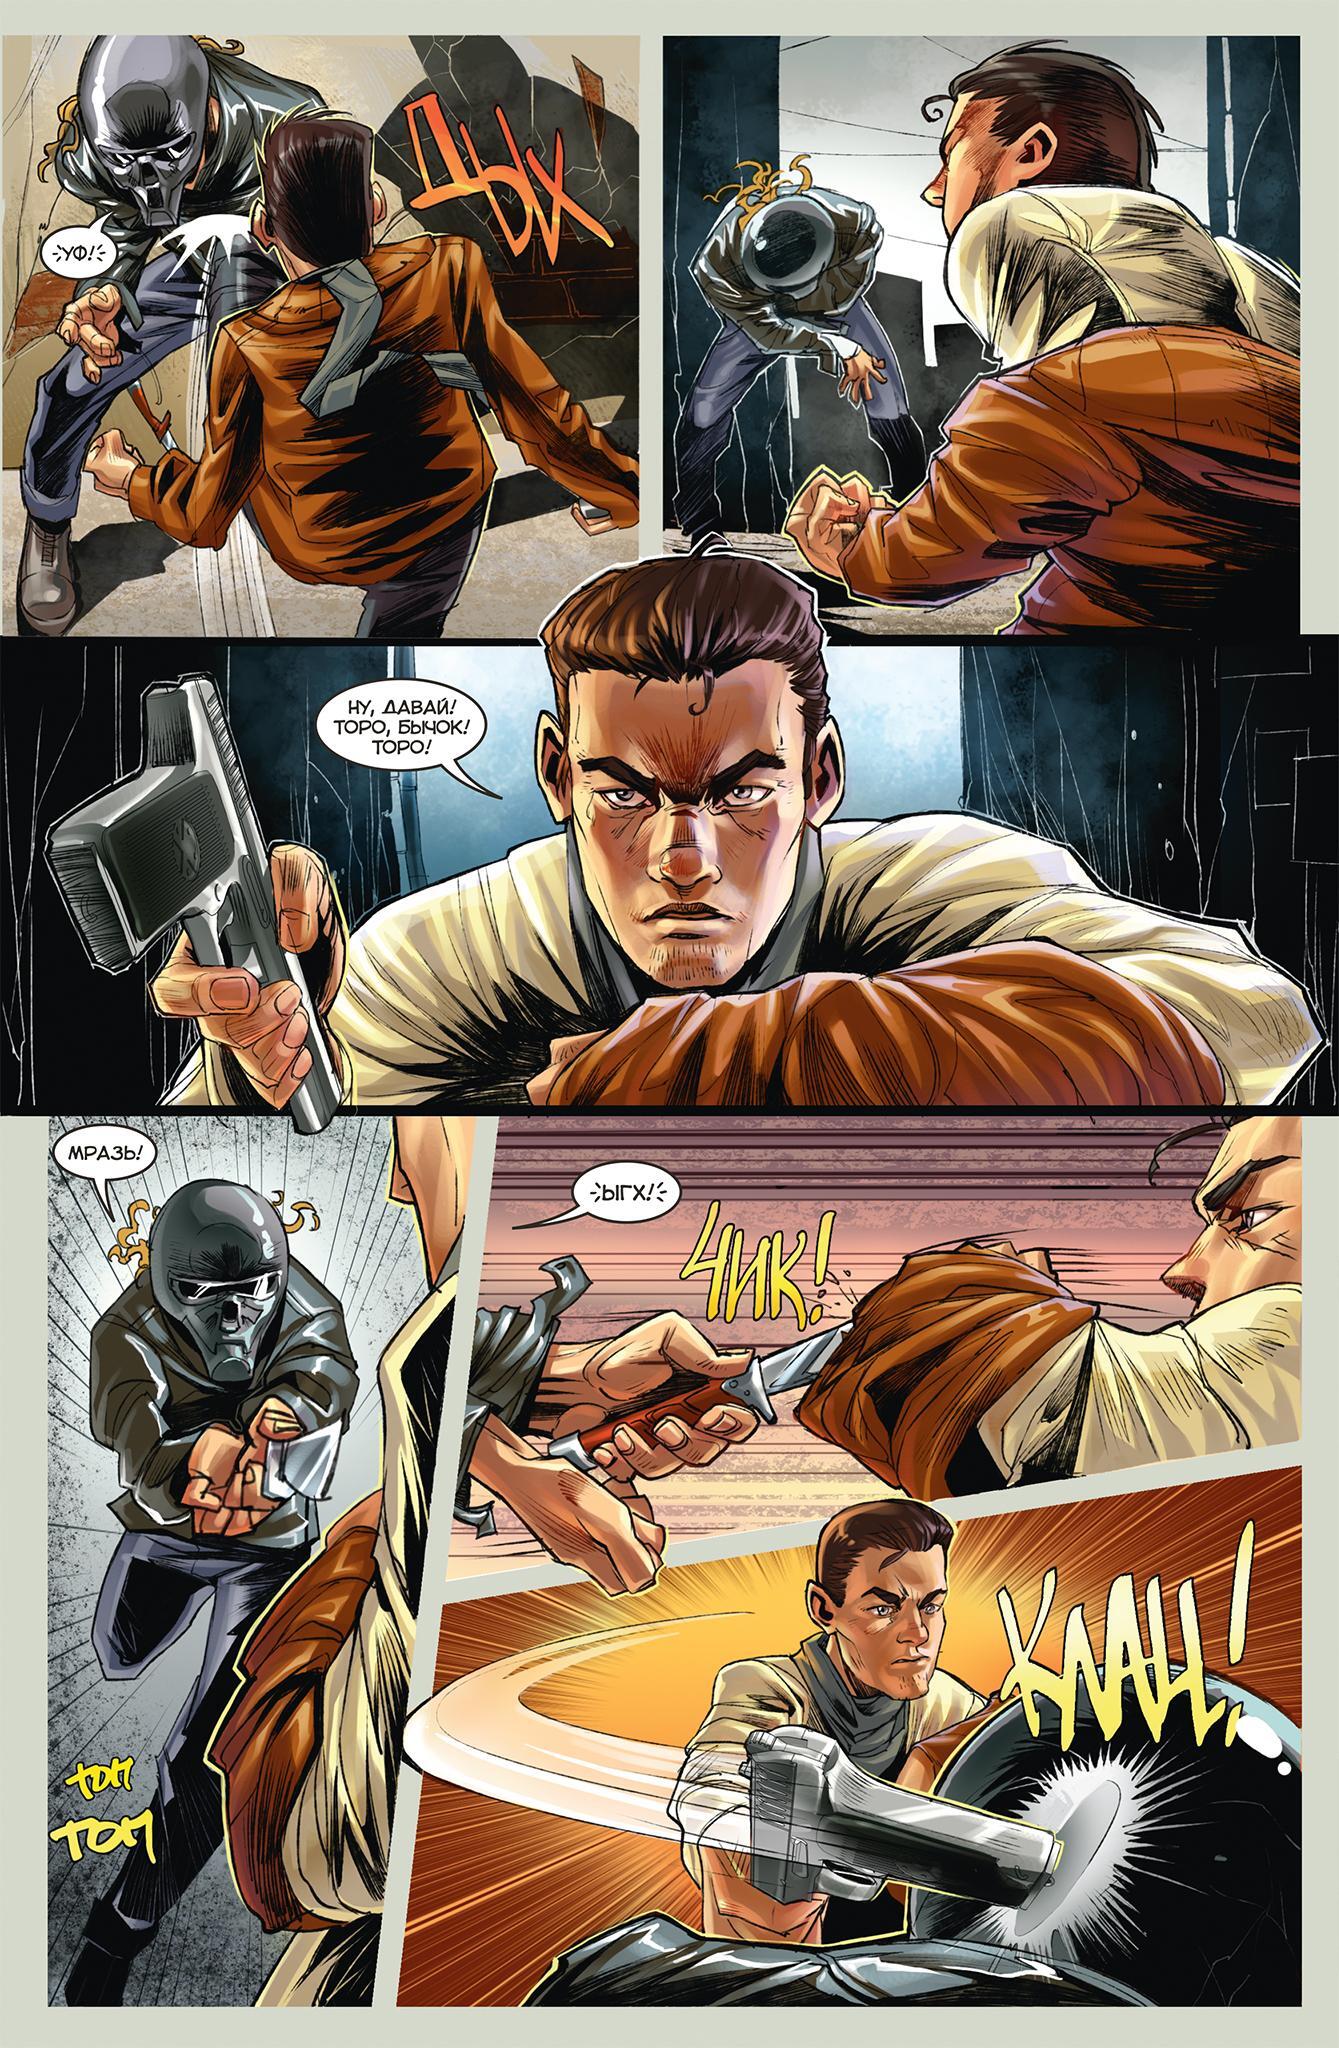 УФ!
ДЫХ
НУ, ДАВАЙ!
ТОРО, БЫЧОК!
ТОРО!
МРАЗЬ!
ТОП
ТОП
ЫГХ!
ЧИК!
КЛАЦ!